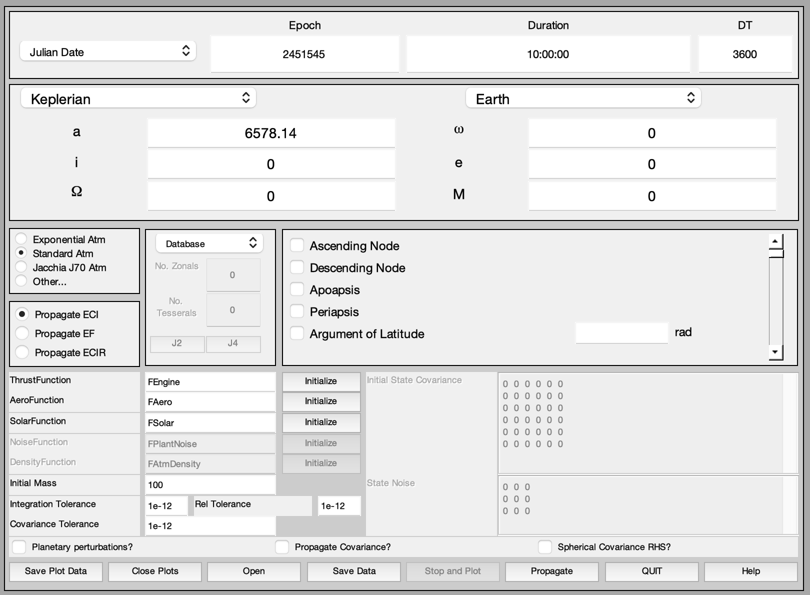 Epoch Duration DT
Julian Date 2451545 10:00:00 3600
Keplerian Earth
a 6578.14 ω 0
i 0 e 0
Ω 0 M 0
Exponential Atm
Standard Atm
Jacchia J70 Atm
Other...
Propagate ECI
Propagate EF
Propagate ECIR
Database
No. Zonals 0
No.
Tesserals 0
J2 J4
Ascending Node
Descending Node
Apoapsis
Periapsis
Argument of Latitude rad
ThrustFunction FEngine Initialize
AeroFunction FAero Initialize
SolarFunction FSolar Initialize
NoiseFunction FPlantNoise Initialize
DensityFunction FAtmDensity Initialize
Initial Mass 100
Integration Tolerance 1e-12 Rel Tolerance 1e-12
Covariance Tolerance 1e-12
Initial State Covariance
0 0 0 0 0 0
0 0 0 0 0 0
0 0 0 0 0 0
0 0 0 0 0 0
0 0 0 0 0 0
0 0 0 0 0 0
State Noise
0 0 0
0 0 0
0 0 0
Planetary perturbations? Propagate Covariance? Spherical Covariance RHS?
Save Plot Data Close Plots Open Save Data Stop and Plot Propagate QUIT Help